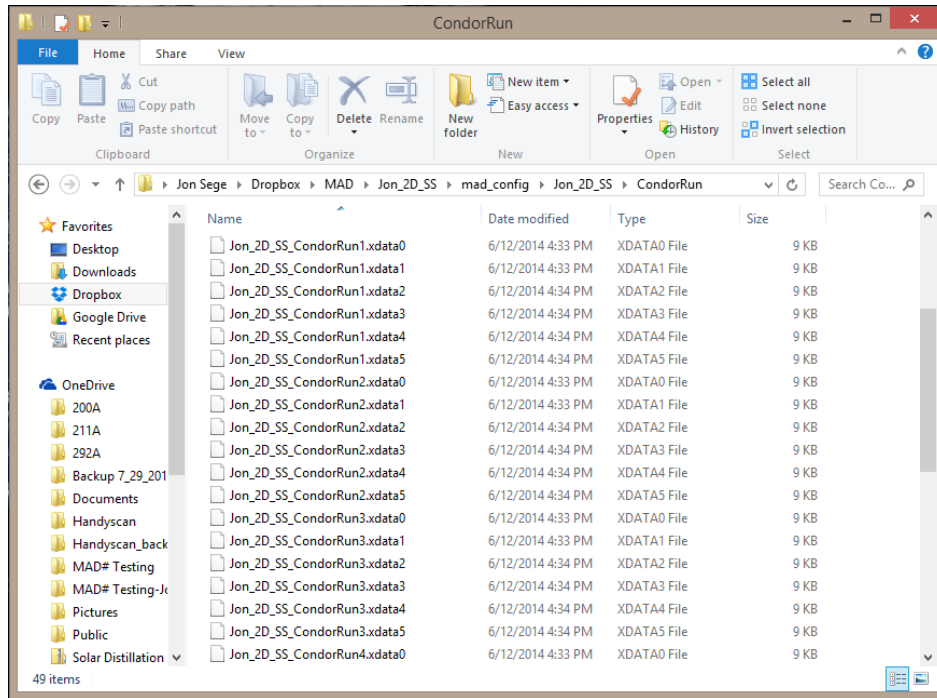 CondorRun
File Home Share View
Copy
Paste
Cut
Copy path
Paste shortcut
Clipboard
Move to
Copy to
Delete
Rename
Organize
New folder
New item
Easy access
New
Properties
Open
Edit
History
Open
Select all
Select none
Invert selection
Select
Jon Sege Dropbox MAD Jon_2D_SS mad_config Jon_2D_SS CondorRun
Search Co...
Favorites
Desktop
Downloads
Dropbox
Google Drive
Recent places
OneDrive
200A
211A
292A
Backup 7_29_201
Documents
Handyscan
Handyscan_back
MAD# Testing
MAD# Testing-Jo
Pictures
Public
Solar Distillation
Name Date modified Type Size
Jon_2D_SS_CondorRun1.xdata0 6/12/2014 4:33 PM XDATA0 File 9 KB
Jon_2D_SS_CondorRun1.xdata1 6/12/2014 4:33 PM XDATA1 File 9 KB
Jon_2D_SS_CondorRun1.xdata2 6/12/2014 4:34 PM XDATA2 File 9 KB
Jon_2D_SS_CondorRun1.xdata3 6/12/2014 4:34 PM XDATA3 File 9 KB
Jon_2D_SS_CondorRun1.xdata4 6/12/2014 4:34 PM XDATA4 File 9 KB
Jon_2D_SS_CondorRun1.xdata5 6/12/2014 4:34 PM XDATA5 File 9 KB
Jon_2D_SS_CondorRun2.xdata0 6/12/2014 4:33 PM XDATA0 File 9 KB
Jon_2D_SS_CondorRun2.xdata1 6/12/2014 4:33 PM XDATA1 File 9 KB
Jon_2D_SS_CondorRun2.xdata2 6/12/2014 4:34 PM XDATA2 File 9 KB
Jon_2D_SS_CondorRun2.xdata3 6/12/2014 4:34 PM XDATA3 File 9 KB
Jon_2D_SS_CondorRun2.xdata4 6/12/2014 4:34 PM XDATA4 File 9 KB
Jon_2D_SS_CondorRun2.xdata5 6/12/2014 4:34 PM XDATA5 File 9 KB
Jon_2D_SS_CondorRun3.xdata0 6/12/2014 4:33 PM XDATA0 File 9 KB
Jon_2D_SS_CondorRun3.xdata1 6/12/2014 4:33 PM XDATA1 File 9 KB
Jon_2D_SS_CondorRun3.xdata2 6/12/2014 4:34 PM XDATA2 File 9 KB
Jon_2D_SS_CondorRun3.xdata3 6/12/2014 4:34 PM XDATA3 File 9 KB
Jon_2D_SS_CondorRun3.xdata4 6/12/2014 4:34 PM XDATA4 File 9 KB
Jon_2D_SS_CondorRun3.xdata5 6/12/2014 4:34 PM XDATA5 File 9 KB
Jon_2D_SS_CondorRun4.xdata0 6/12/2014 4:33 PM XDATA0 File 9 KB
49 items